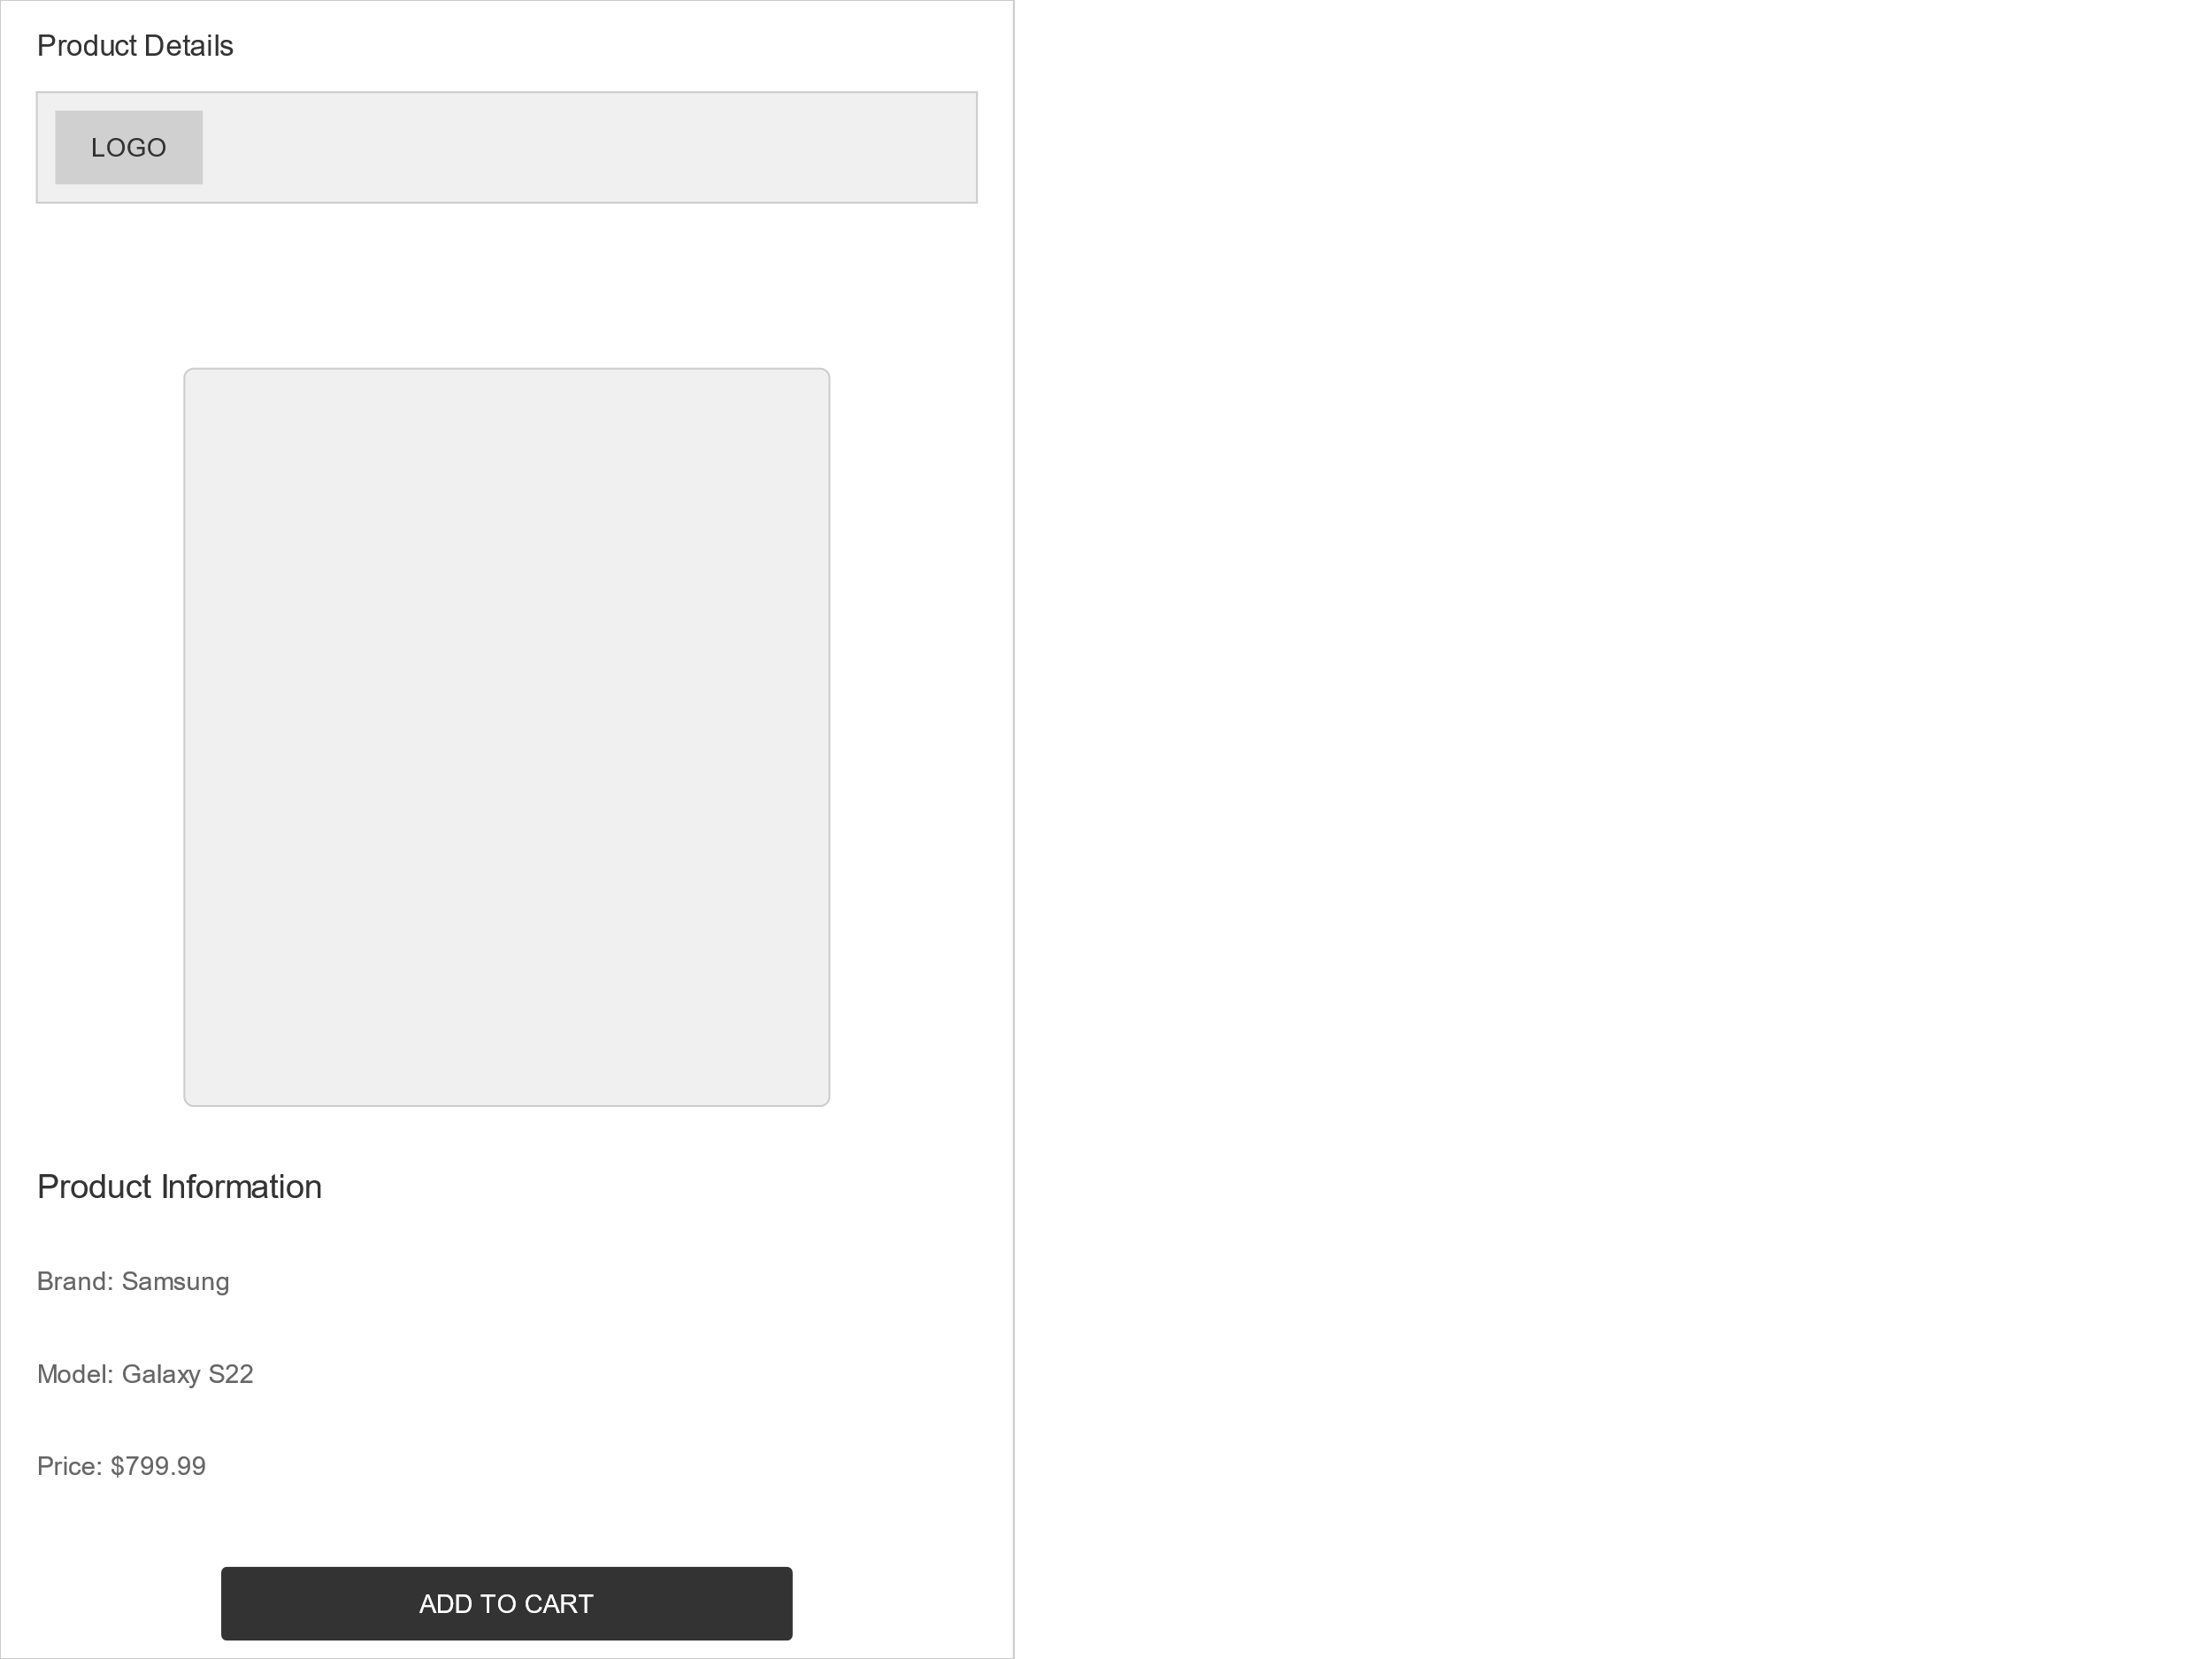 Product Details
LOGO
Product Information
Brand: Samsung
Model: Galaxy S22
Price: $799.99
ADD TO CART